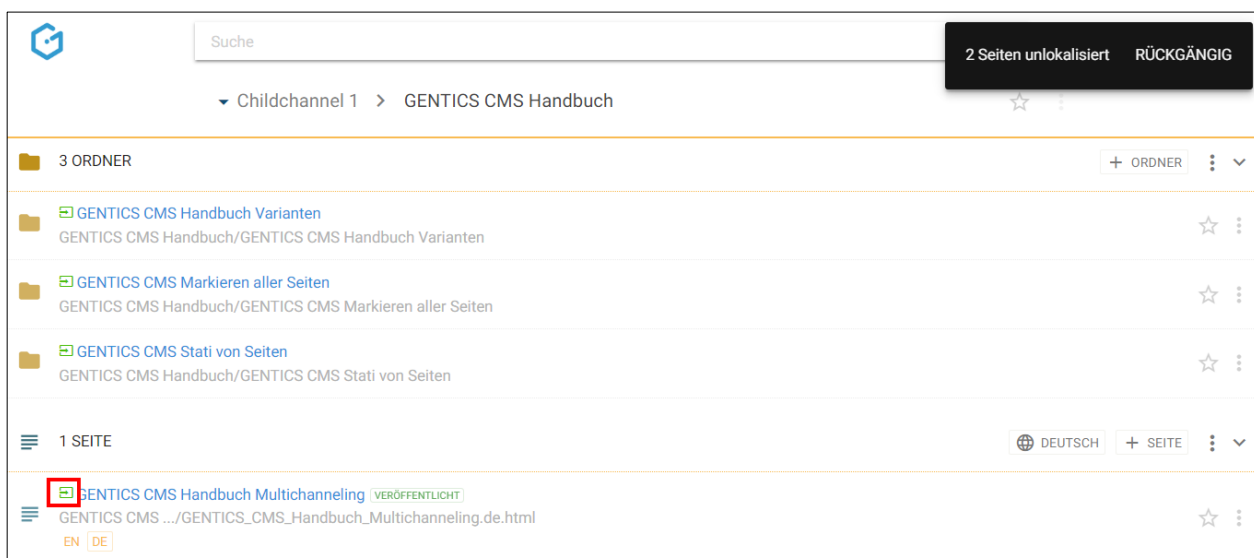 Suche
2 Seiten unlokalisiert RÜCKGÄNGIG
Childchannel 1 > GENTICS CMS Handbuch
3 ORDNER + ORDNER
GENTICS CMS Handbuch Varianten
GENTICS CMS Handbuch/GENTICS CMS Handbuch Varianten
GENTICS CMS Markieren aller Seiten
GENTICS CMS Handbuch/GENTICS CMS Markieren aller Seiten
GENTICS CMS Stati von Seiten
GENTICS CMS Handbuch/GENTICS CMS Stati von Seiten
1 SEITE DEUTSCH + SEITE
GENTICS CMS Handbuch Multichanneling VERÖFFENTLICHT
GENTICS CMS .../GENTICS_CMS_Handbuch_Multichanneling.de.html
EN DE